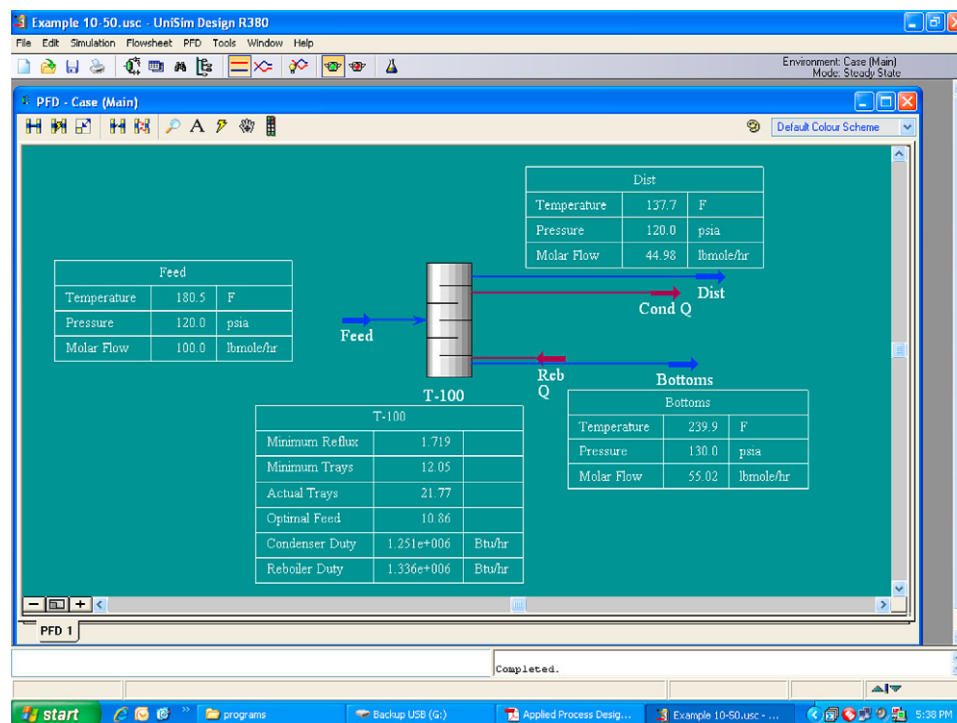 Example 10-50.usc - UniSim Design R380
File Edit Simulation Flowsheet PFD Tools Window Help
Environment: Case (Main)
Mode: Steady State
PFD - Case (Main)
A
Default Colour Scheme
Dist
Temperature 137.7 F
Pressure 120.0 psia
Molar Flow 44.98 lbmole/hr
Feed
Temperature 180.5 F
Pressure 120.0 psia
Molar Flow 100.0 lbmole/hr
Dist
Cond Q
Feed
Reb
Q
Bottoms
T-100
Bottoms
Temperature 239.9 F
Pressure 130.0 psia
Molar Flow 55.02 lbmole/hr
T-100
Minimum Reflux 1.719
Minimum Trays 12.05
Actual Trays 21.77
Optimal Feed 10.86
Condenser Duty 1.251e+006 Btu/hr
Reboiler Duty 1.336e+006 Btu/hr
PFD 1
Completed.
start programs Backup USB (G:) Applied Process Desig... Example 10-50.usc - ... 5:38 PM